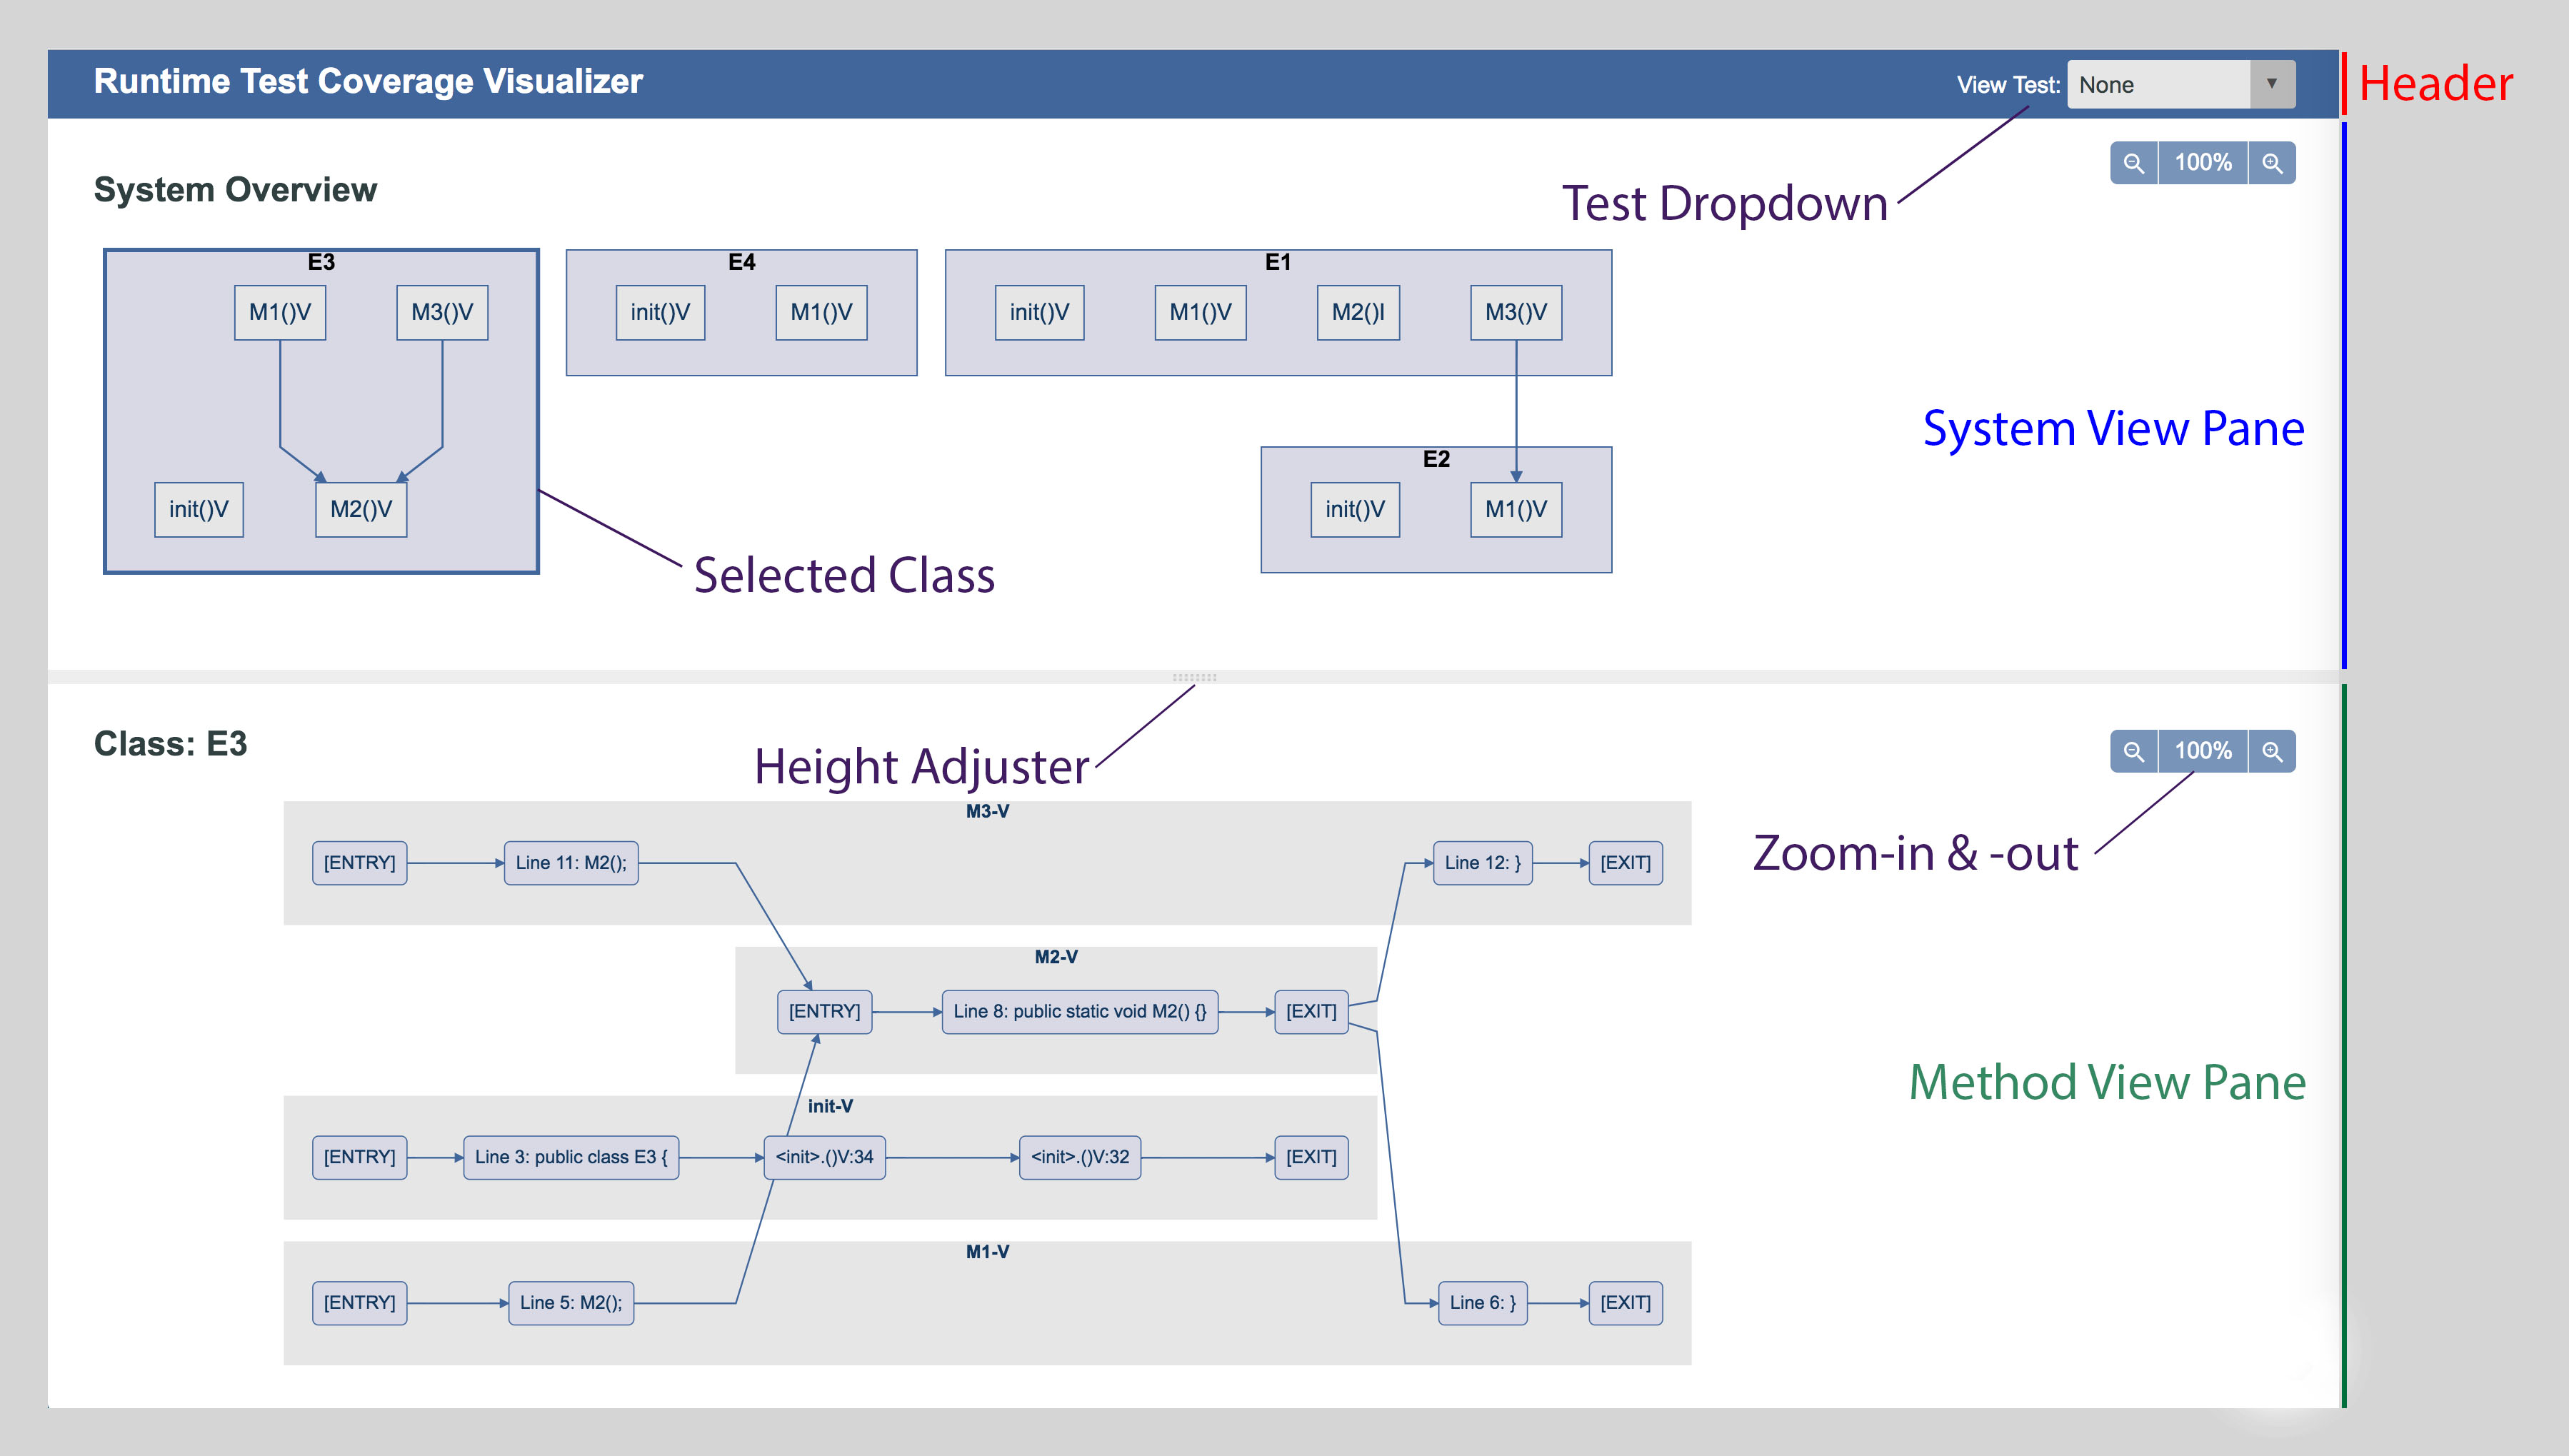 Runtime Test Coverage Visualizer
View Test: None
Header
100%
System Overview
Test Dropdown
E3
E4
E1
M1()V
M3()V
init()V
M1()V
init()V
M1()V
M2()I
M3()V
System View Pane
E2
init()V
M2()V
init()V
M1()V
Selected Class
Class: E3
100%
Height Adjuster
M3-V
[ENTRY]
Line 11: M2();
Line 12: }
[EXIT]
Zoom-in & -out
M2-V
[ENTRY]
Line 8: public static void M2() {}
[EXIT]
Method View Pane
init-V
[ENTRY]
Line 3: public class E3 {
<init>.()V:34
<init>.()V:32
[EXIT]
M1-V
[ENTRY]
Line 5: M2();
Line 6: }
[EXIT]